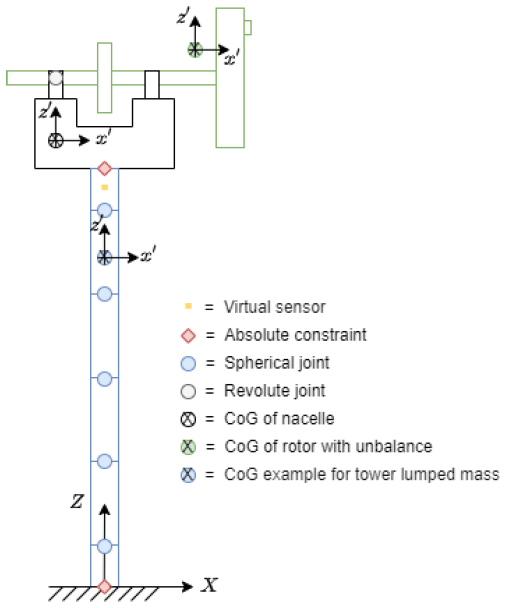 z′
x′
z′
x′
z′
x′
= Virtual sensor
= Absolute constraint
= Spherical joint
= Revolute joint
= CoG of nacelle
= CoG of rotor with unbalance
= CoG example for tower lumped mass
Z
X